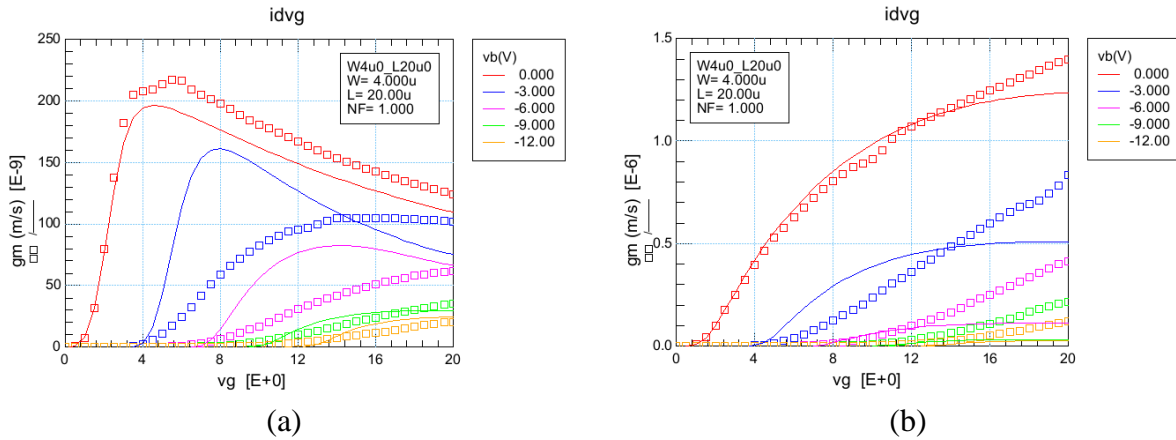 idvg
250
200
150
100
50
0
gm (m/s) [E-9]
0
4
8
12
16
20
vg [E+0]
W4u0_L20u0
W= 4.000u
L= 20.00u
NF= 1.000
vb(V)
0.000
-3.000
-6.000
-9.000
-12.00
(a)
idvg
1.5
1.0
0.5
0.0
gm (m/s) [E-6]
0
4
8
12
16
20
vg [E+0]
W4u0_L20u0
W= 4.000u
L= 20.00u
NF= 1.000
vb(V)
0.000
-3.000
-6.000
-9.000
-12.00
(b)